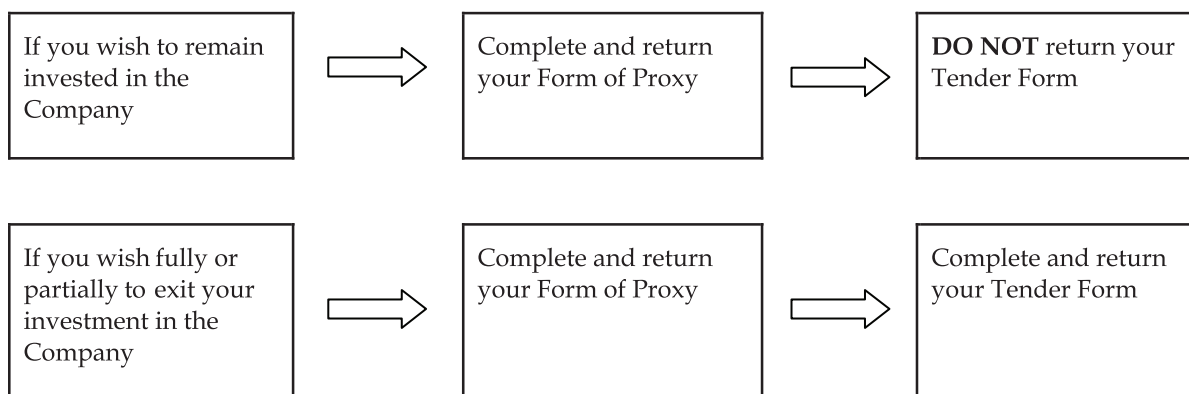 If you wish to remain
invested in the
Company
Complete and return
your Form of Proxy
DO NOT return your
Tender Form
If you wish fully or
partially to exit your
investment in the
Company
Complete and return
your Form of Proxy
Complete and return
your Tender Form